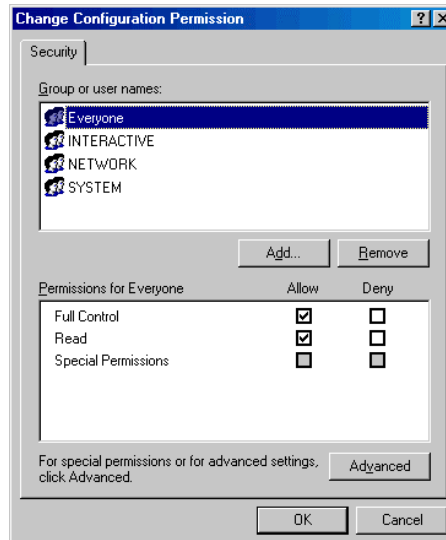 Change Configuration Permission
Security
Group or user names:
Everyone
INTERACTIVE
NETWORK
SYSTEM
Add... Remove
Permissions for Everyone Allow Deny
Full Control
Read
Special Permissions
For special permissions or for advanced settings, click Advanced.
Advanced
OK Cancel